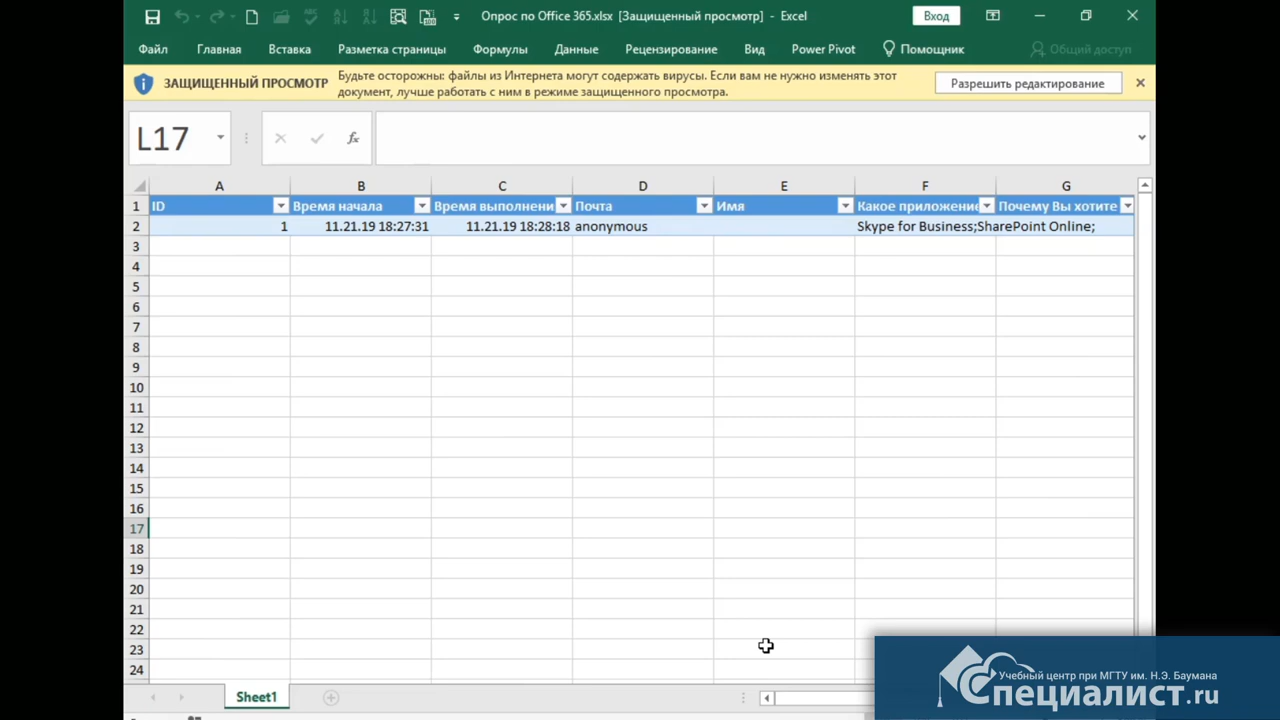 Опрос по Office 365.xlsx [Защищенный просмотр] - Excel
Вход
Файл Главная Вставка Разметка страницы Формулы Данные Рецензирование Вид Power Pivot Помощник Общий доступ
ЗАЩИЩЕННЫЙ ПРОСМОТР
Будьте осторожны: файлы из Интернета могут содержать вирусы. Если вам не нужно изменять этот
документ, лучше работать с ним в режиме защищенного просмотра.
Разрешить редактирование
L17
fx
A B C D E F G
1 ID Время начала Время выполнени Почта Имя Какое приложение Почему Вы хотите
2 1 11.21.19 18:27:31 11.21.19 18:28:18 anonymous Skype for Business;SharePoint Online;
3
4
5
6
7
8
9
10
11
12
13
14
15
16
17
18
19
20
21
22
23
24
Sheet1
Учебный центр при МГТУ им. Н.Э. Баумана
Специалист.ru